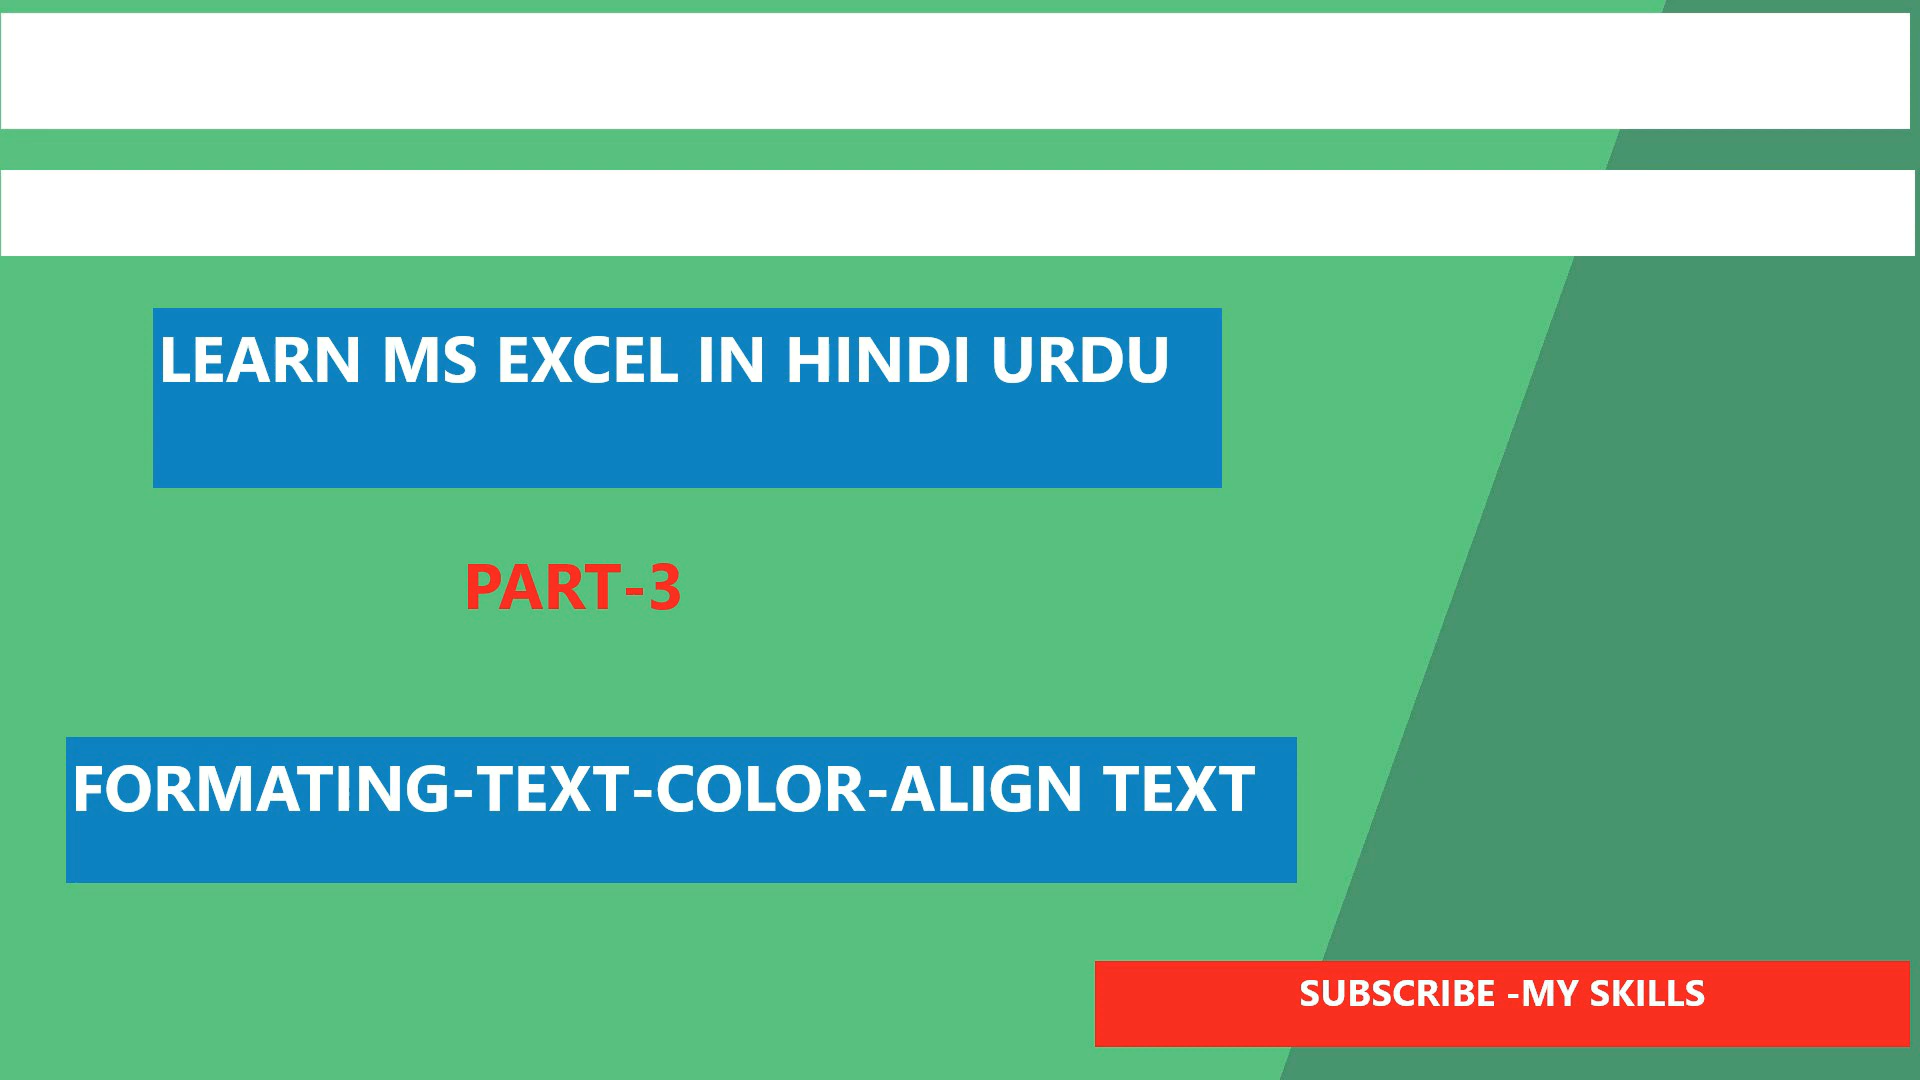 LEARN MS EXCEL IN HINDI URDU
PART-3
FORMATING-TEXT-COLOR-ALIGN TEXT
SUBSCRIBE -MY SKILLS